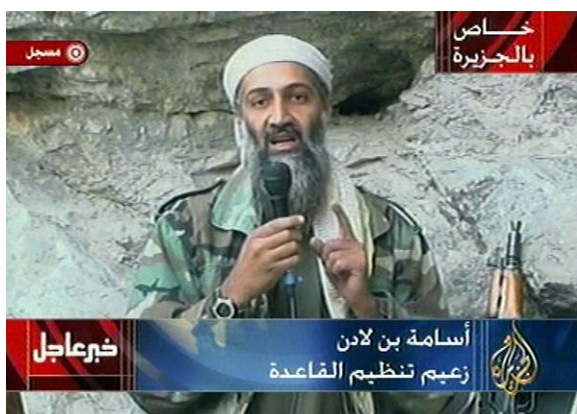 خاص
بالجزيرة
مسجل
أسامة بن لادن
زعيم تنظيم القاعدة
خبر عاجل
الجزيرة